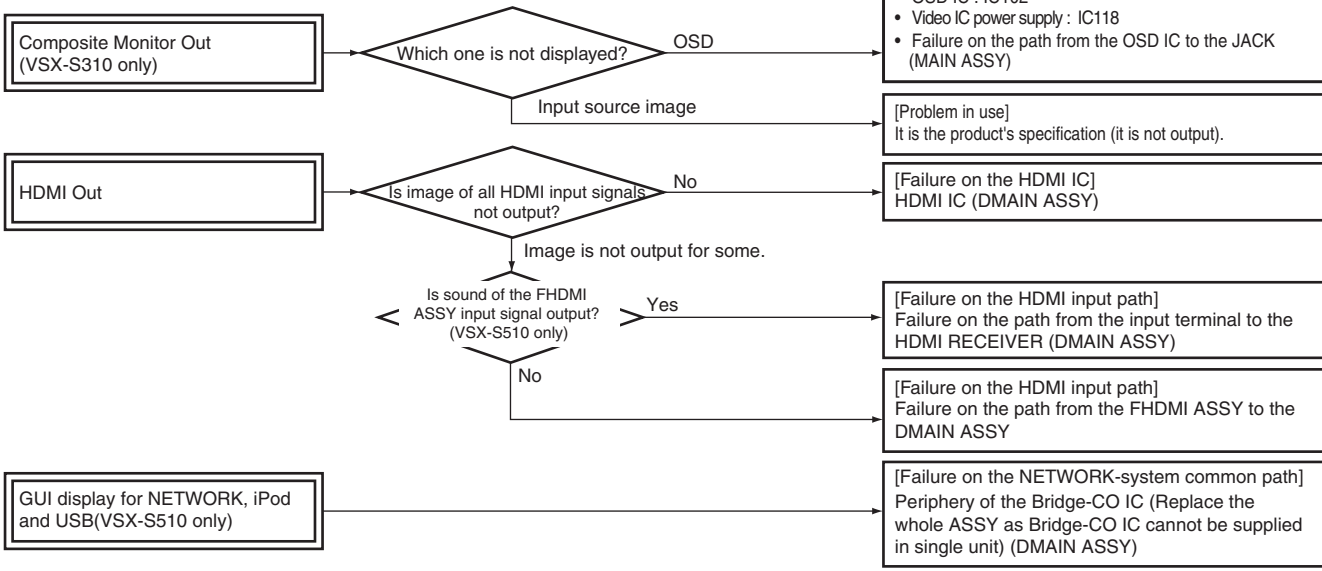 Composite Monitor Out
(VSX-S310 only)
Which one is not displayed?
OSD
• Video IC power supply : IC118
• Failure on the path from the OSD IC to the JACK
(MAIN ASSY)
Input source image
[Problem in use]
It is the product's specification (it is not output).
HDMI Out
Is image of all HDMI input signals
not output?
No
[Failure on the HDMI IC]
HDMI IC (DMAIN ASSY)
Image is not output for some.
Is sound of the FHDMI
ASSY input signal output?
(VSX-S510 only)
Yes
[Failure on the HDMI input path]
Failure on the path from the input terminal to the
HDMI RECEIVER (DMAIN ASSY)
No
[Failure on the HDMI input path]
Failure on the path from the FHDMI ASSY to the
DMAIN ASSY
GUI display for NETWORK, iPod
and USB(VSX-S510 only)
[Failure on the NETWORK-system common path]
Periphery of the Bridge-CO IC (Replace the
whole ASSY as Bridge-CO IC cannot be supplied
in single unit) (DMAIN ASSY)